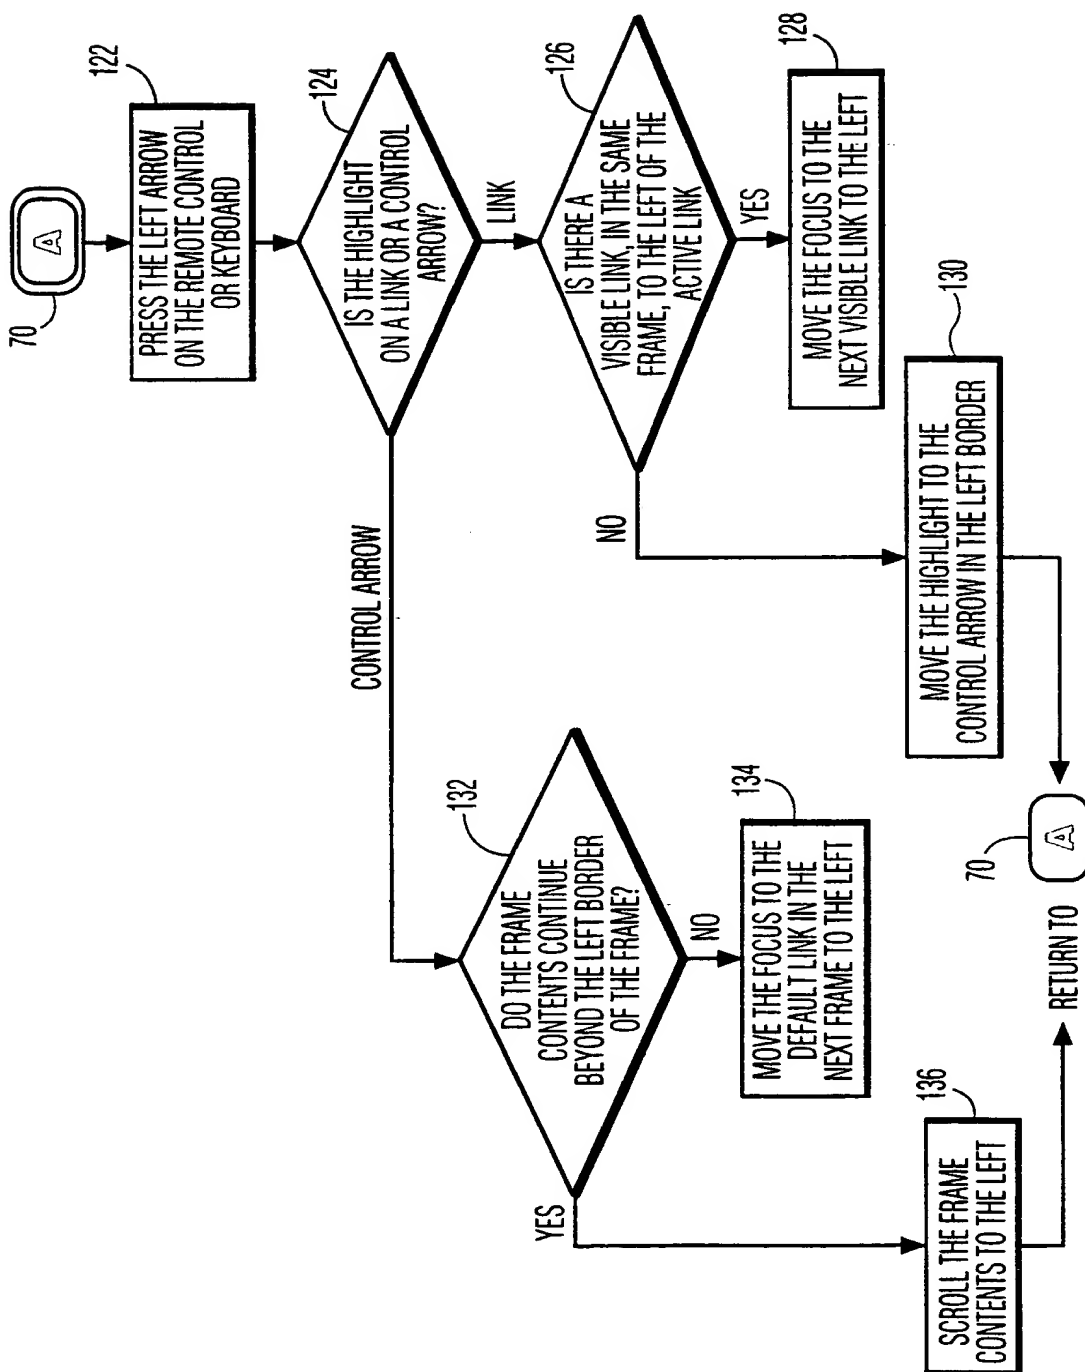 70
A
122
PRESS THE LEFT ARROW
ON THE REMOTE CONTROL
OR KEYBOARD
124
IS THE HIGHLIGHT
ON A LINK OR A CONTROL
ARROW?
LINK
CONTROL ARROW
126
IS THERE A
VISIBLE LINK, IN THE SAME
FRAME, TO THE LEFT OF THE
ACTIVE LINK
YES
NO
128
MOVE THE FOCUS TO THE
NEXT VISIBLE LINK TO THE LEFT
130
MOVE THE HIGHLIGHT TO THE
CONTROL ARROW IN THE LEFT BORDER
132
DO THE FRAME
CONTENTS CONTINUE
BEYOND THE LEFT BORDER
OF THE FRAME?
NO
YES
134
MOVE THE FOCUS TO THE
DEFAULT LINK IN THE
NEXT FRAME TO THE LEFT
136
SCROLL THE FRAME
CONTENTS TO THE LEFT
RETURN TO
70
A